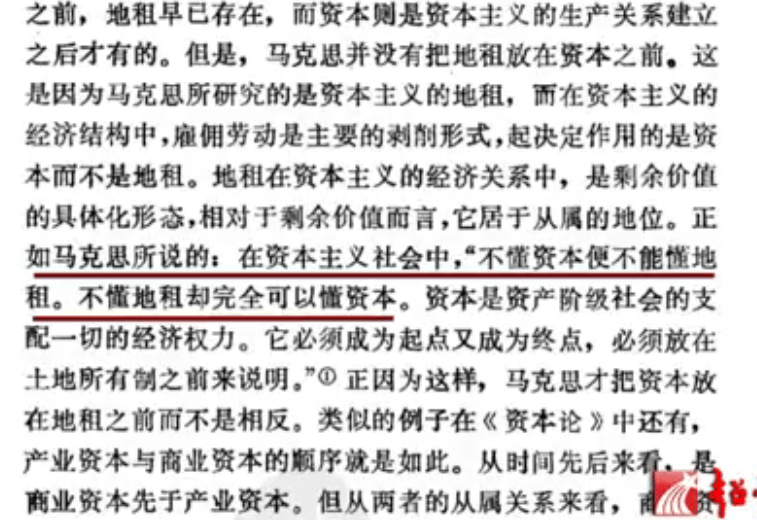 之前，地租早已存在，而资本则是资本主义的生产关系建立
之后才有的。但是，马克思并没有把地租放在资本之前。这
是因为马克思所研究的是资本主义的地租，而在资本主义的
经济结构中，雇佣劳动是主要的剥削形式，起决定作用的是资
本而不是地租。地租在资本主义的经济关系中，是剩余价值
的具体化形态，相对于剩余价值而言，它居于从属的地位。正
如马克思所说的：在资本主义社会中，“不懂资本便不能懂地
租。不懂地租却完全可以懂资本。资本是资产阶级社会的支
配一切的经济权力。它必须成为起点又成为终点，必须放在
土地所有制之前来说明。”①正因为这样，马克思才把资本放
在地租之前而不是相反。类似的例子在《资本论》中还有，
产业资本与商业资本的顺序就是如此。从时间先后来看，是
商业资本先于产业资本。但从两者的从属关系来看，商 资